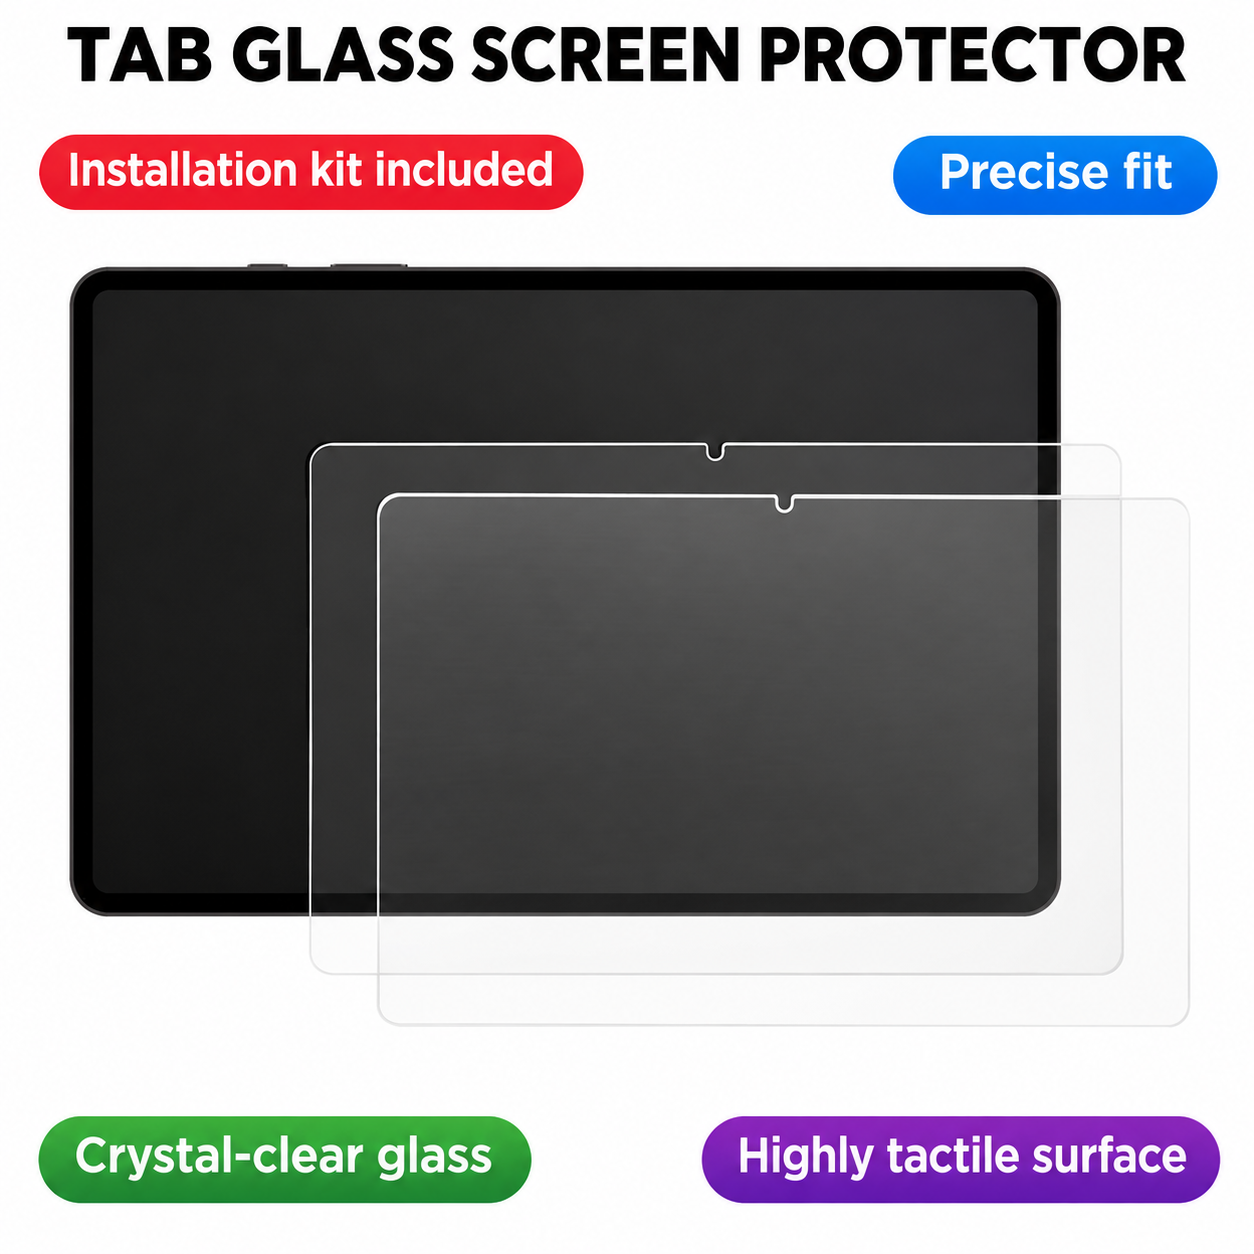 TAB GLASS SCREEN PROTECTOR
Installation kit included
Precise fit
Crystal-clear glass
Highly tactile surface